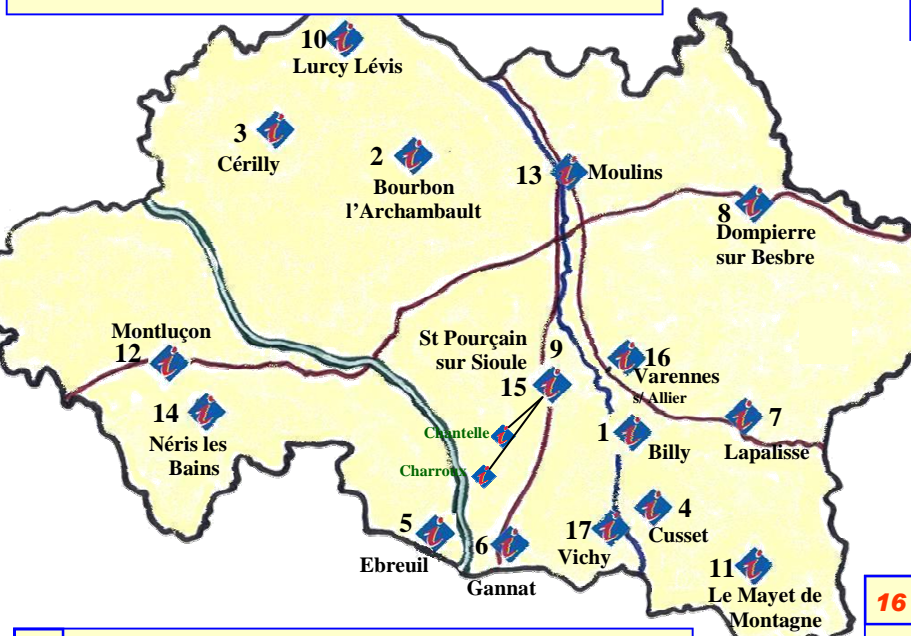 10
Lurcy Lévis
3
Cérilly
2
Bourbon
l'Archambault
13 Moulins
8
Dompierre
sur Besbre
Montluçon
12
St Pourçain
sur Sioule
9
15
16
Varennes
s/ Allier
14
Néris les
Bains
Chantelle
Charroux
1
Billy
7
Lapalisse
5
Ebreuil
6
Gannat
17
Vichy
4
Cusset
11
Le Mayet de
Montagne
16